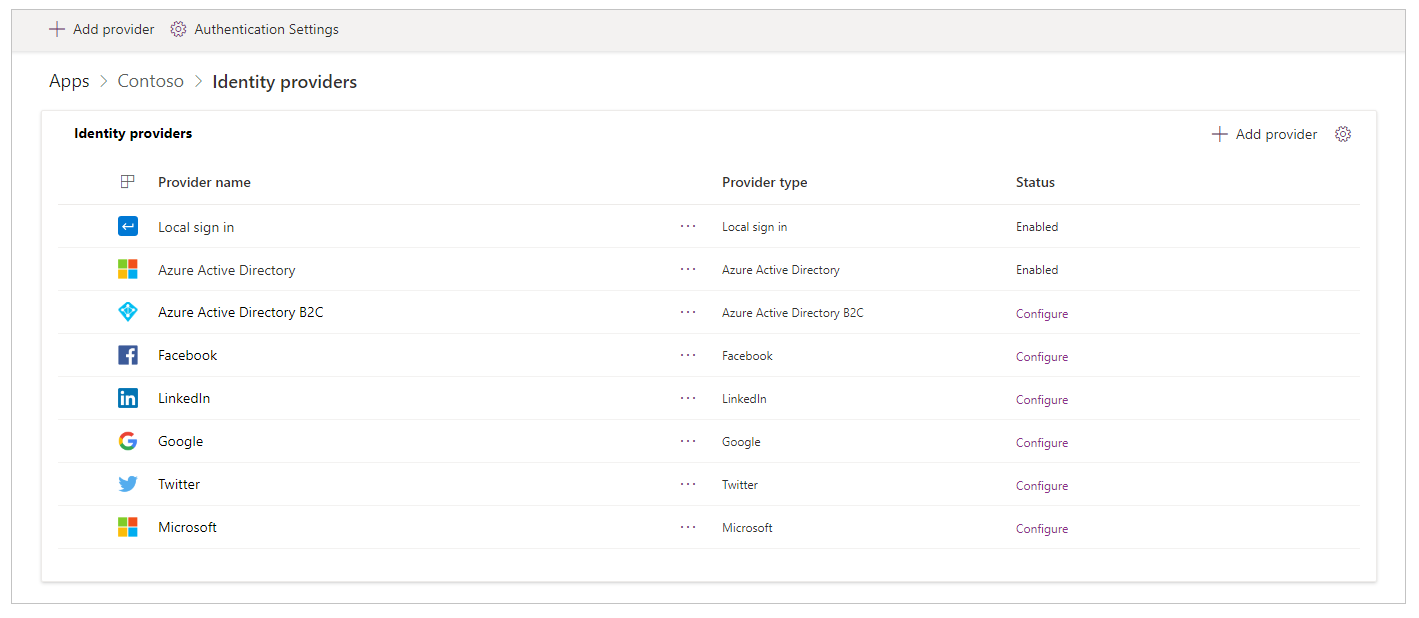 Add provider Authentication Settings
Apps > Contoso > Identity providers
Identity providers Add provider
Provider name Provider type Status
Local sign in ... Local sign in Enabled
Azure Active Directory ... Azure Active Directory Enabled
Azure Active Directory B2C ... Azure Active Directory B2C Configure
Facebook ... Facebook Configure
LinkedIn ... LinkedIn Configure
Google ... Google Configure
Twitter ... Twitter Configure
Microsoft ... Microsoft Configure